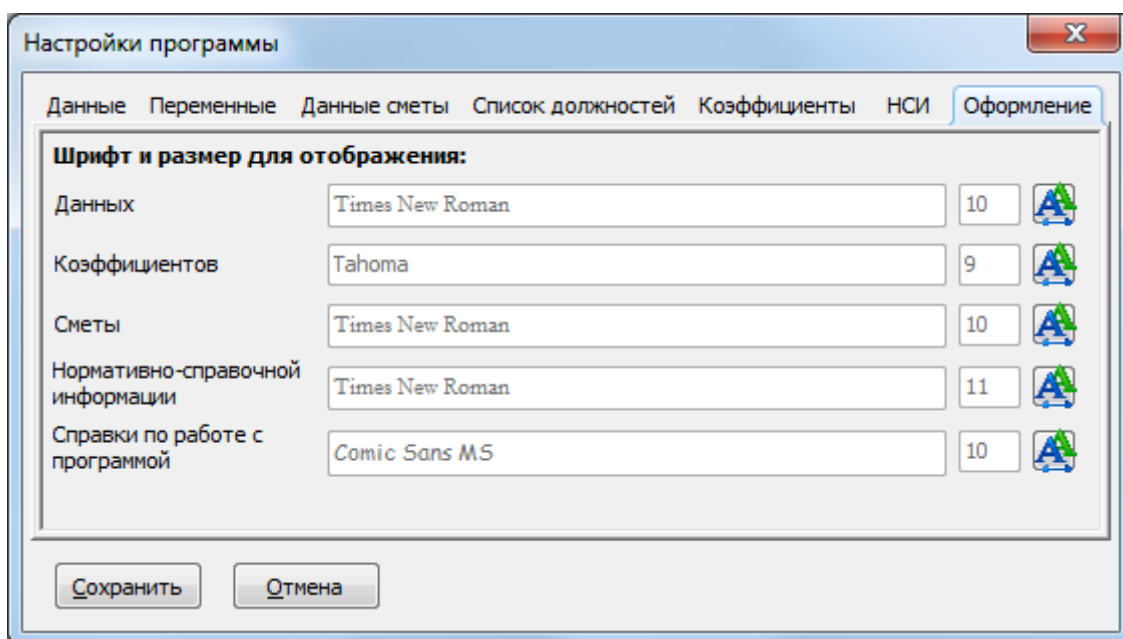 Настройки программы
Данные Переменные Данные сметы Список должностей Коэффициенты НСИ Оформление
Шрифт и размер для отображения:
Данных Times New Roman 10
Коэффициентов Tahoma 9
Сметы Times New Roman 10
Нормативно-справочной
информации Times New Roman 11
Справки по работе с
программой Comic Sans MS 10
Сохранить Отмена